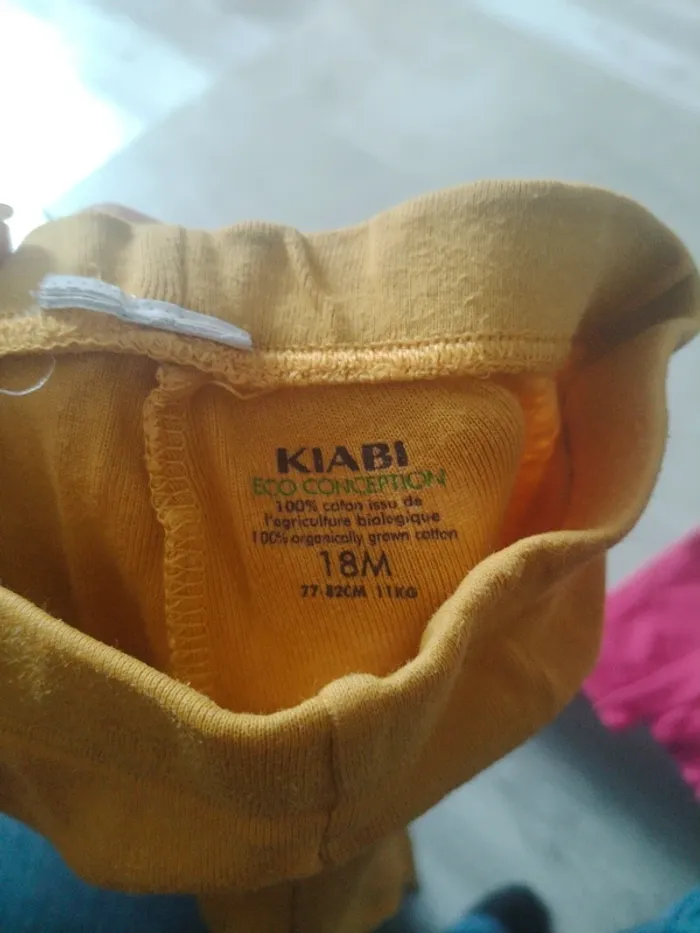 KIABI
ECO CONCEPTION
100% coton issu de
l'agriculture biologique
100% organically grown cotton
18M
77-82CM 11KG